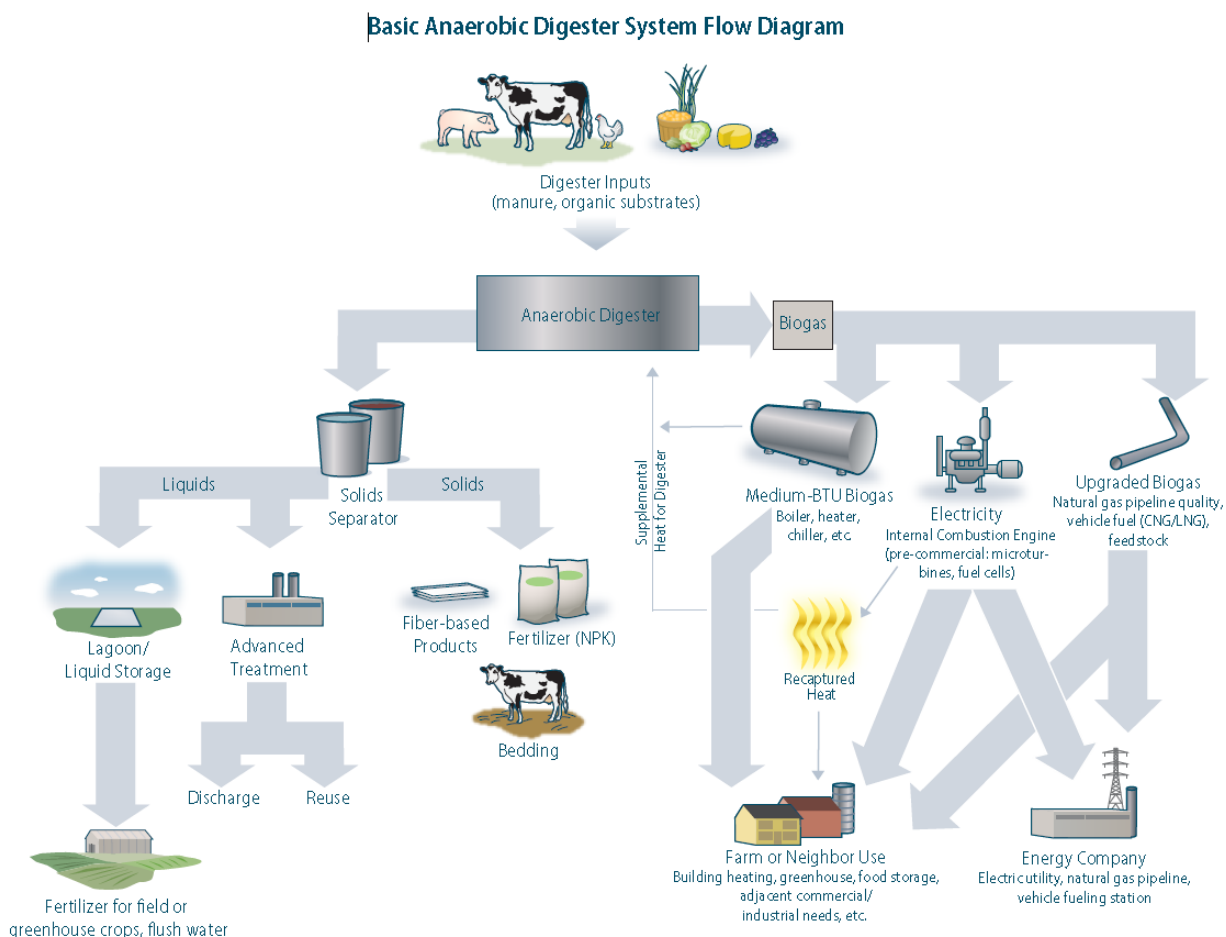 Basic Anaerobic Digester System Flow Diagram
Digester Inputs
(manure, organic substrates)
Anaerobic Digester
Biogas
Liquids
Solids
Separator
Solids
Supplemental
Heat for Digester
Medium-BTU Biogas
Boiler, heater,
chiller, etc.
Electricity
Internal Combustion Engine
(pre-commercial: microtur-
bines, fuel cells)
Upgraded Biogas
Natural gas pipeline quality,
vehicle fuel (CNG/LNG),
feedstock
Lagoon/
Liquid Storage
Advanced
Treatment
Fiber-based
Products
Fertilizer (NPK)
Bedding
Recaptured
Heat
Discharge
Reuse
Fertilizer for field or
greenhouse crops, flush water
Farm or Neighbor Use
Building heating, greenhouse, food storage,
adjacent commercial/
industrial needs, etc.
Energy Company
Electric utility, natural gas pipeline,
vehicle fueling station